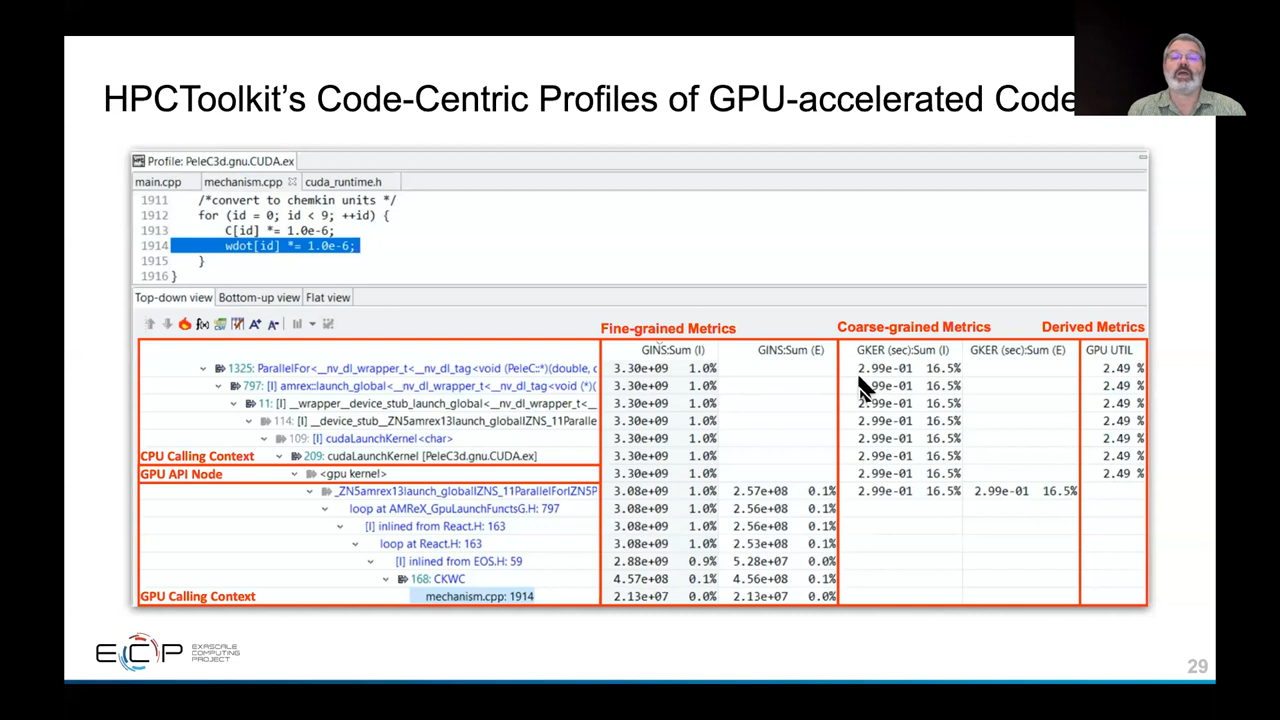 HPCToolkit's Code-Centric Profiles of GPU-accelerated Code
Profile: PeleC3d.gnu.CUDA.ex
main.cpp mechanism.cpp cuda_runtime.h
1911 /*convert to chemkin units */
1912 for (id = 0; id < 9; ++id) {
1913 C[id] *= 1.0e-6;
1914 wdot[id] *= 1.0e-6;
1915 }
1916 }
Top-down view Bottom-up view Flat view
Fine-grained Metrics Coarse-grained Metrics Derived Metrics
GINS:Sum (I) GINS:Sum (E) GKER (sec):Sum (I) GKER (sec):Sum (E) GPU UTIL
1325: ParallelFor<__nv_dl_wrapper_t<__nv_dl_tag<void (PeleC::*)(double, c 3.30e+09 1.0% 2.99e-01 16.5% 2.49 %
797: [I] amrex::launch_global<__nv_dl_wrapper_t<__nv_dl_tag<void (*)( 3.30e+09 1.0% 2.99e-01 16.5% 2.49 %
11: [I] __wrapper__device_stub_launch_global<__nv_dl_wrapper_t<_ 3.30e+09 1.0% 2.99e-01 16.5% 2.49 %
114: [I] __device_stub__ZN5amrex13launch_globalIZNS_11Paralle 3.30e+09 1.0% 2.99e-01 16.5% 2.49 %
109: [I] cudaLaunchKernel<char> 3.30e+09 1.0% 2.99e-01 16.5% 2.49 %
CPU Calling Context 209: cudaLaunchKernel [PeleC3d.gnu.CUDA.ex] 3.30e+09 1.0% 2.99e-01 16.5% 2.49 %
GPU API Node <gpu kernel> 3.30e+09 1.0% 2.99e-01 16.5% 2.49 %
_ZN5amrex13launch_globalIZNS_11ParallelForIZN5P 3.08e+09 1.0% 2.57e+08 0.1% 2.99e-01 16.5% 2.99e-01 16.5%
loop at AMReX_GpuLaunchFunctsG.H: 797 3.08e+09 1.0% 2.56e+08 0.1%
[I] inlined from React.H: 163 3.08e+09 1.0% 2.56e+08 0.1%
loop at React.H: 163 3.08e+09 1.0% 2.53e+08 0.1%
[I] inlined from EOS.H: 59 2.88e+09 0.9% 5.28e+07 0.0%
168: CKWC 4.57e+08 0.1% 4.56e+08 0.1%
GPU Calling Context mechanism.cpp: 1914 2.13e+07 0.0% 2.13e+07 0.0%
ECP EXASCALE
COMPUTING
PROJECT
29